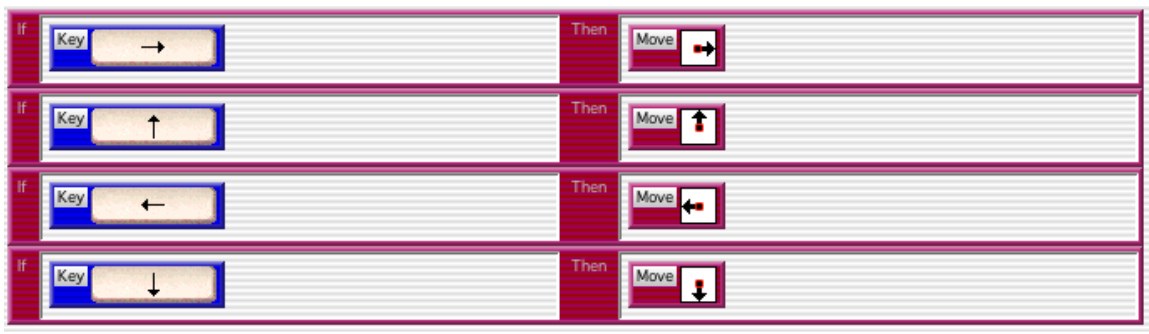 If Key → Then Move
If Key ↑ Then Move
If Key ← Then Move
If Key ↓ Then Move